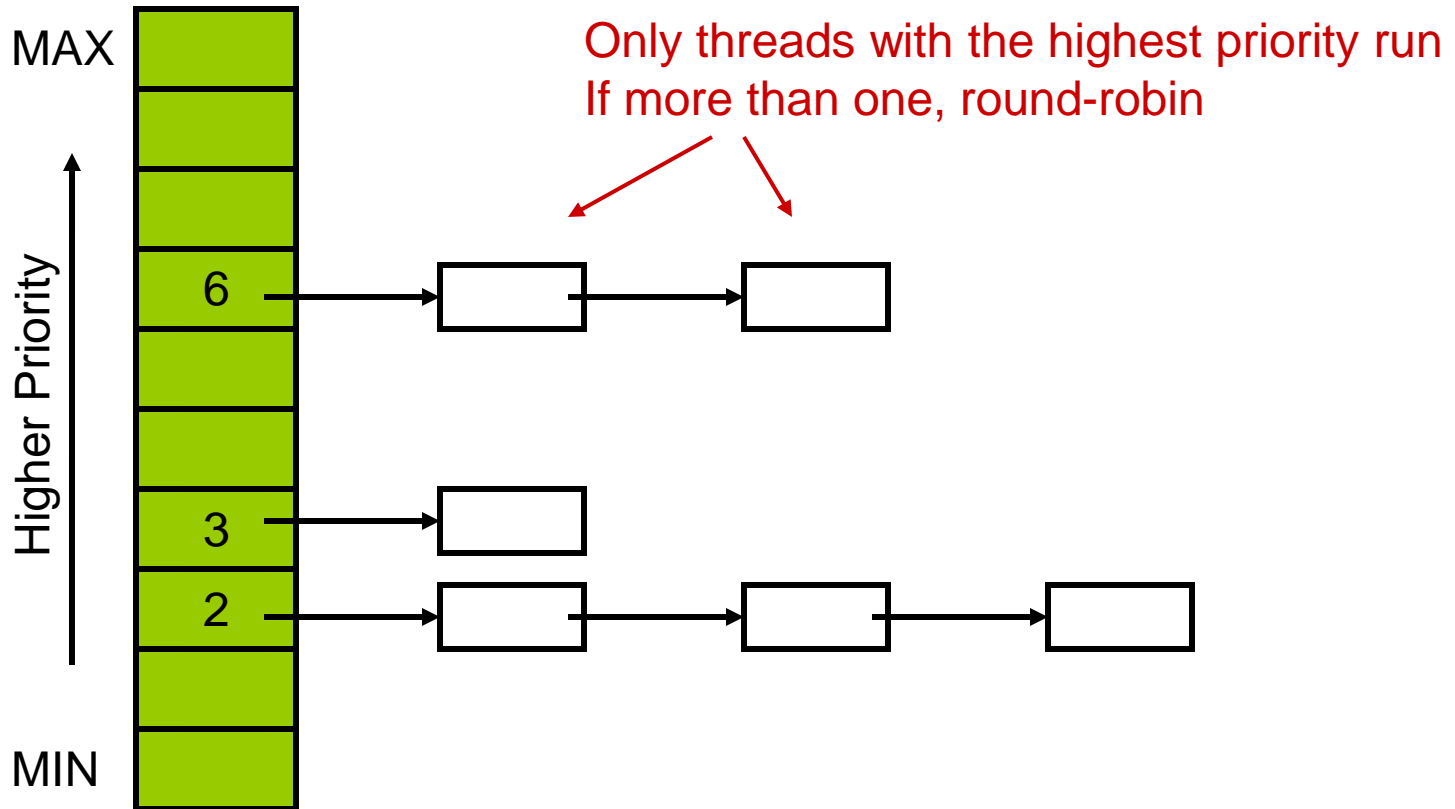 MAX
Only threads with the highest priority run
If more than one, round-robin
Higher Priority
6
3
2
MIN